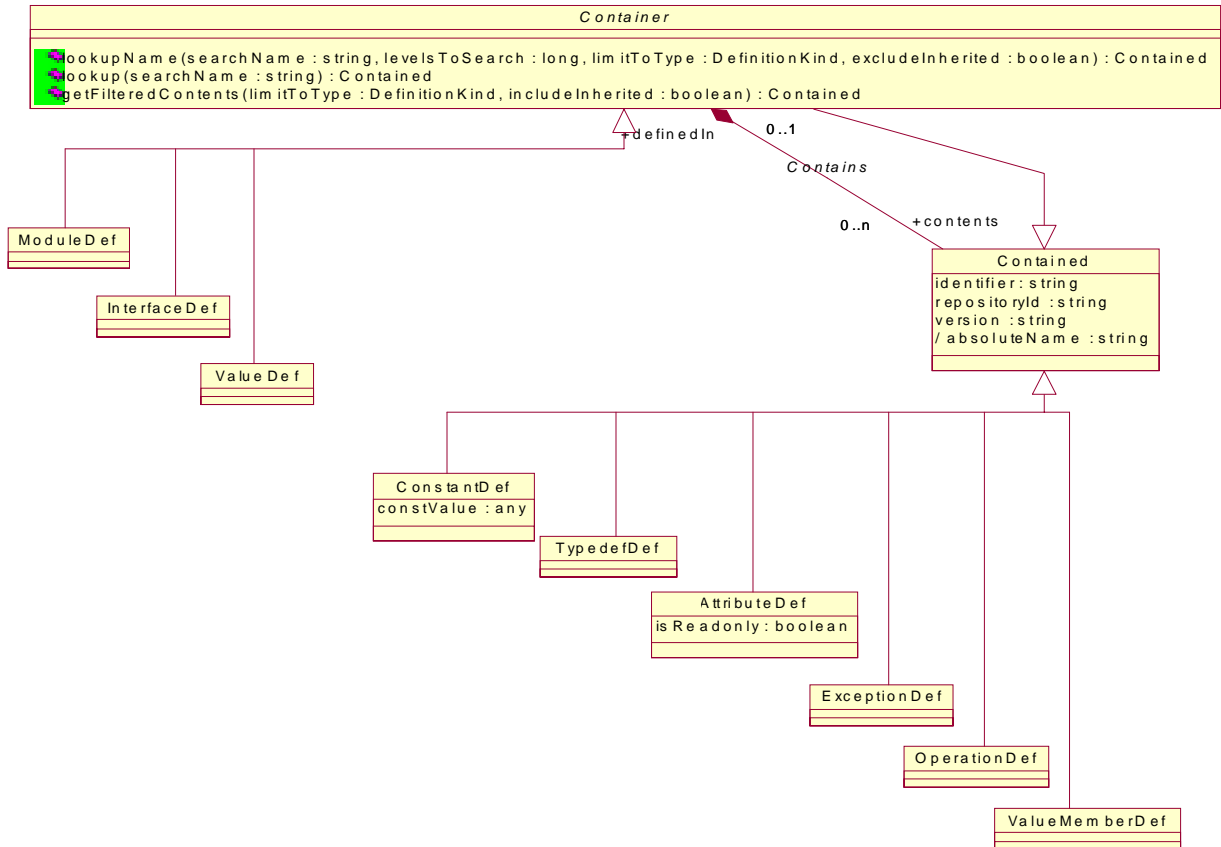 Container
lookupName(searchName : string, levelsToSearch : long, limitToType : DefinitionKind, excludeInherited : boolean) : Contained
lookup(searchName : string) : Contained
getFilteredContents(limitToType : DefinitionKind, includeInherited : boolean) : Contained
+definedIn
0..1
Contains
0..n
+contents
ModuleDef
InterfaceDef
ValueDef
Contained
identifier : string
repositoryId : string
version : string
/ absoluteName : string
ConstantDef
constValue : any
TypedefDef
AttributeDef
isReadonly : boolean
ExceptionDef
OperationDef
ValueMemberDef